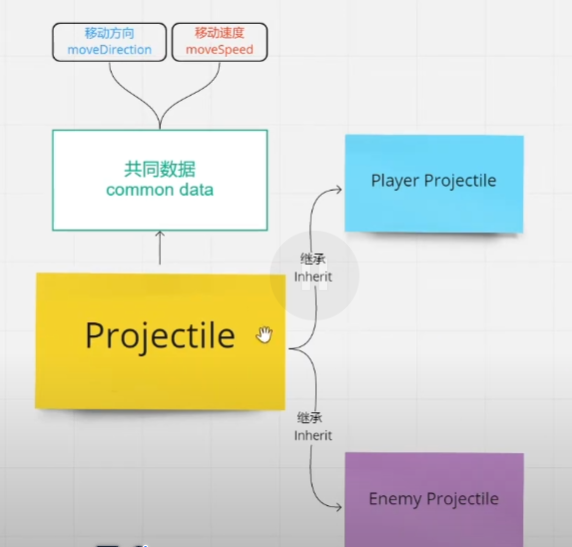 移动方向
moveDirection
移动速度
moveSpeed
共同数据
common data
Player Projectile
继承
Inherit
Projectile
继承
Inherit
Enemy Projectile